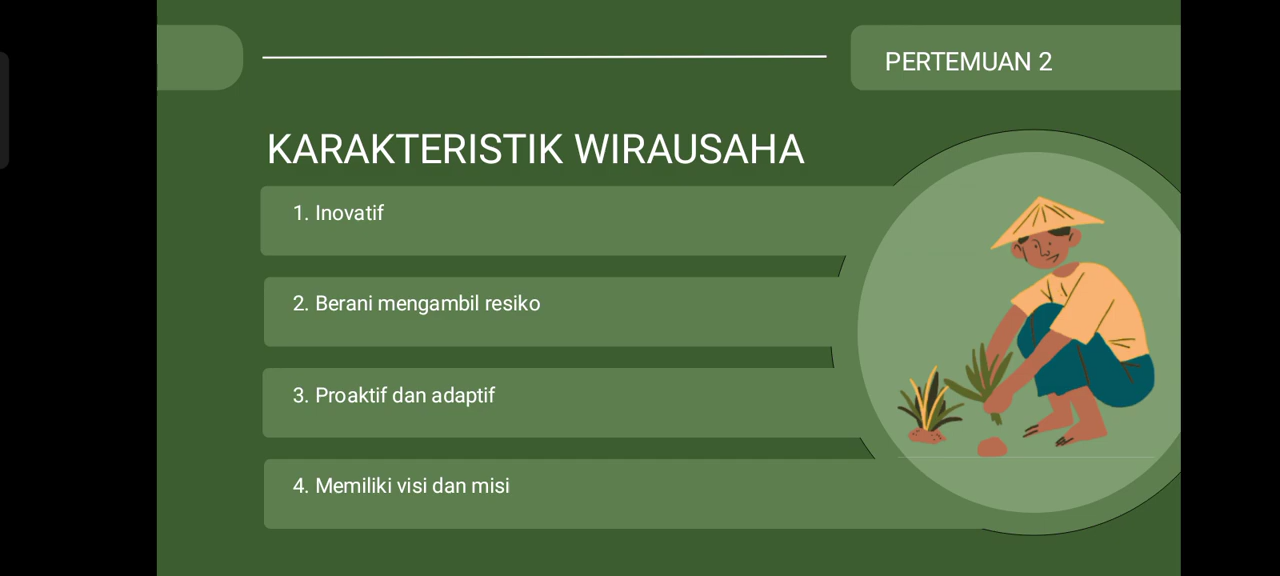 PERTEMUAN 2
KARAKTERISTIK WIRAUSAHA
1. Inovatif
2. Berani mengambil resiko
3. Proaktif dan adaptif
4. Memiliki visi dan misi